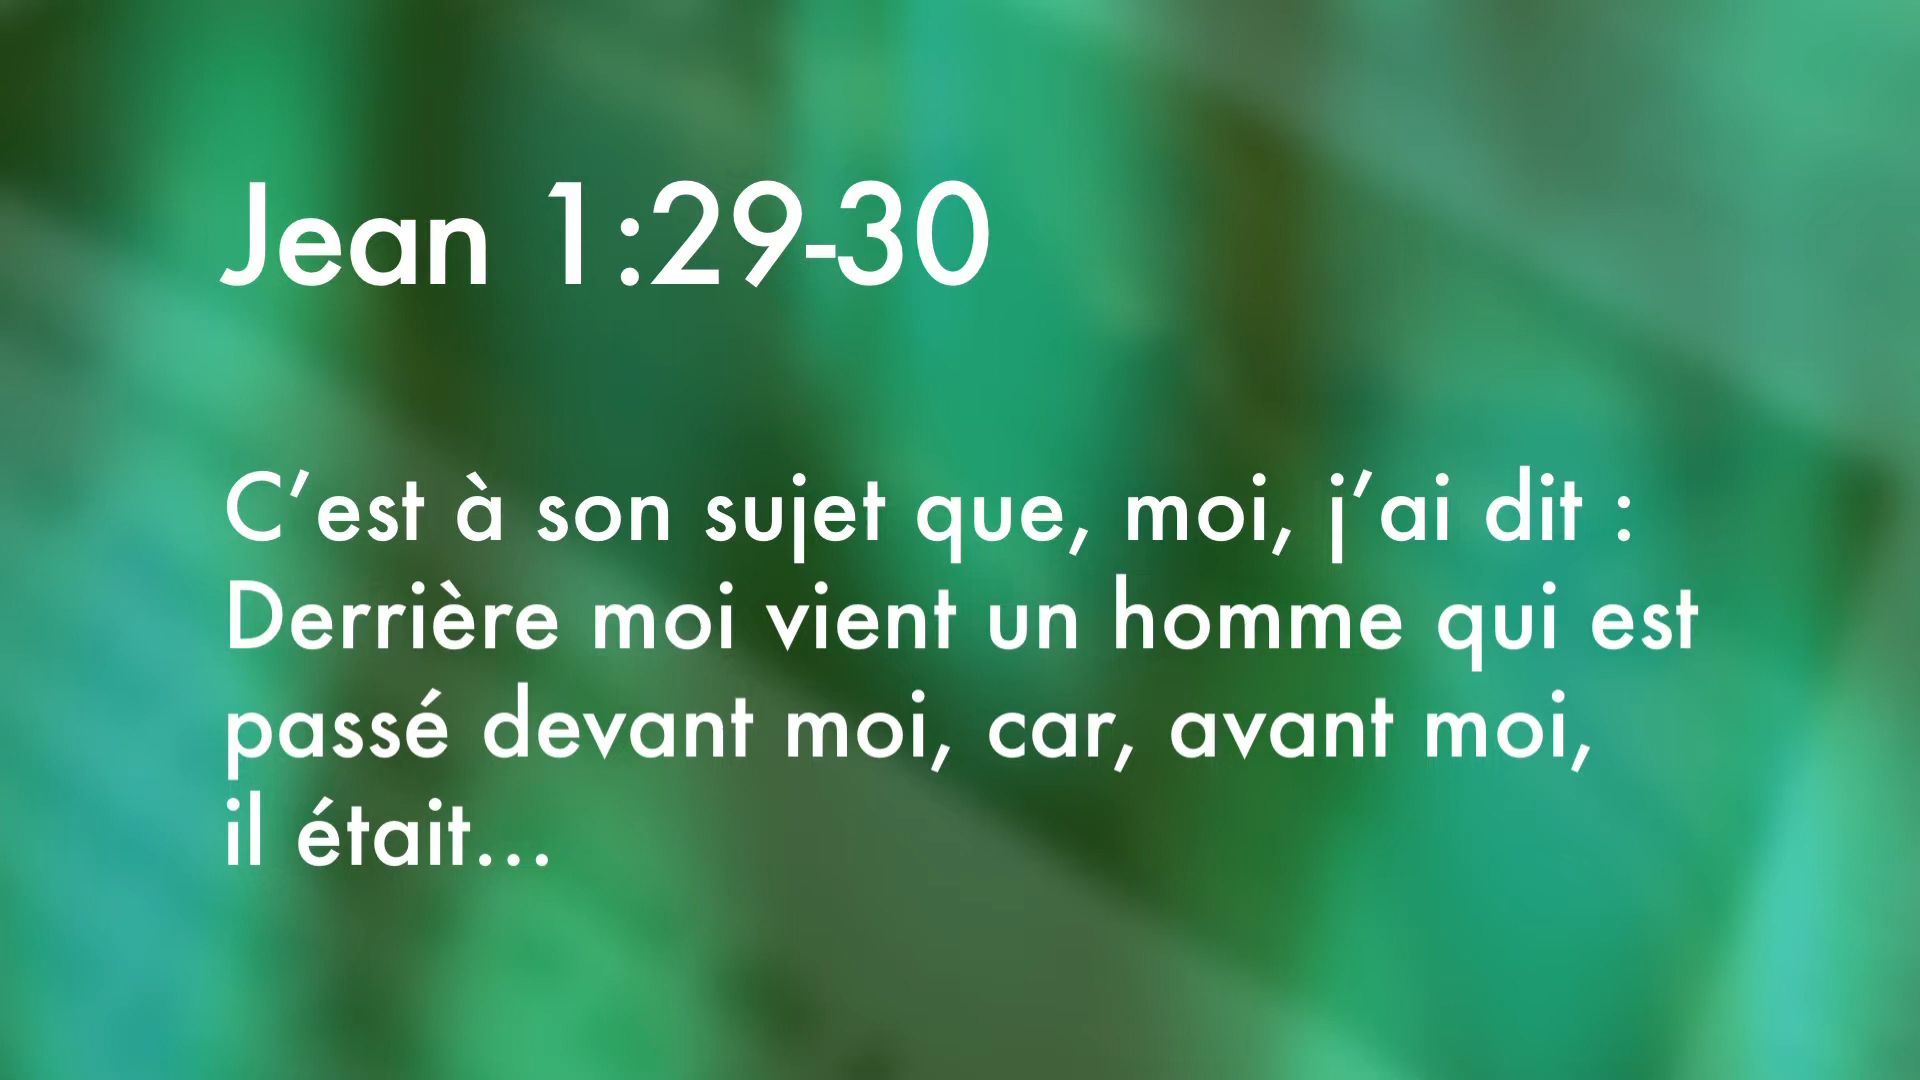 Jean 1:29-30
C’est à son sujet que, moi, j’ai dit :
Derrière moi vient un homme qui est
passé devant moi, car, avant moi,
il était…